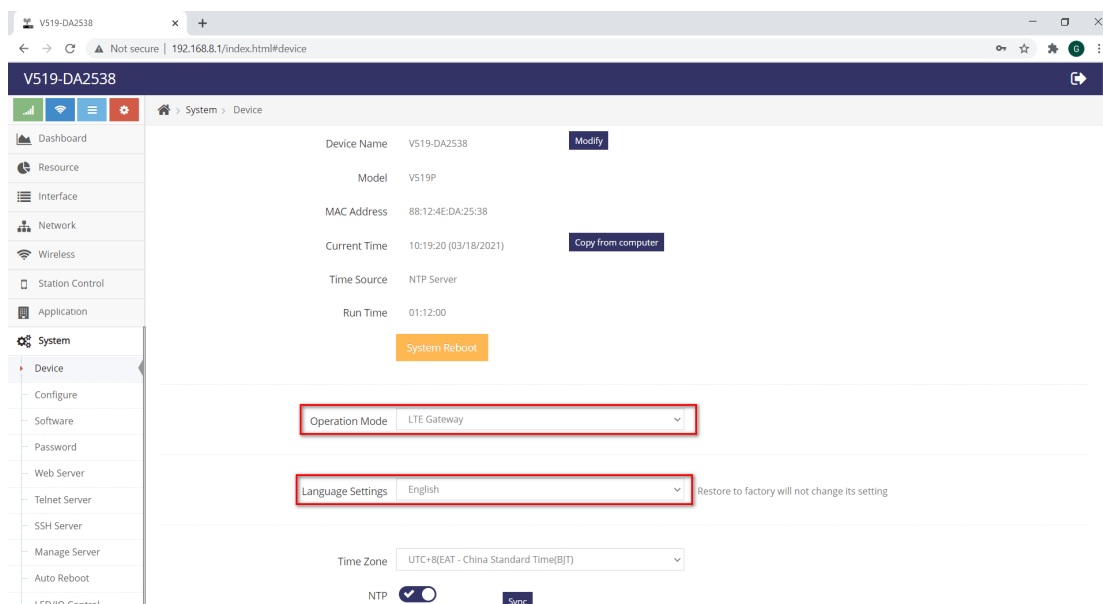 V519-DA2538
Not secure | 192.168.8.1/index.html#device
G
V519-DA2538
System > Device
Dashboard
Resource
Interface
Network
Wireless
Station Control
Application
System
Device
Configure
Software
Password
Web Server
Telnet Server
SSH Server
Manage Server
Auto Reboot
LED/IO Control
Device Name V519-DA2538 Modify
Model V519P
MAC Address 88:12:4E:DA:25:38
Current Time 10:19:20 (03/18/2021) Copy from computer
Time Source NTP Server
Run Time 01:12:00
System Reboot
Operation Mode LTE Gateway
Language Settings English Restore to factory will not change its setting
Time Zone UTC+8(EAT - China Standard Time(BJT)
NTP Sync